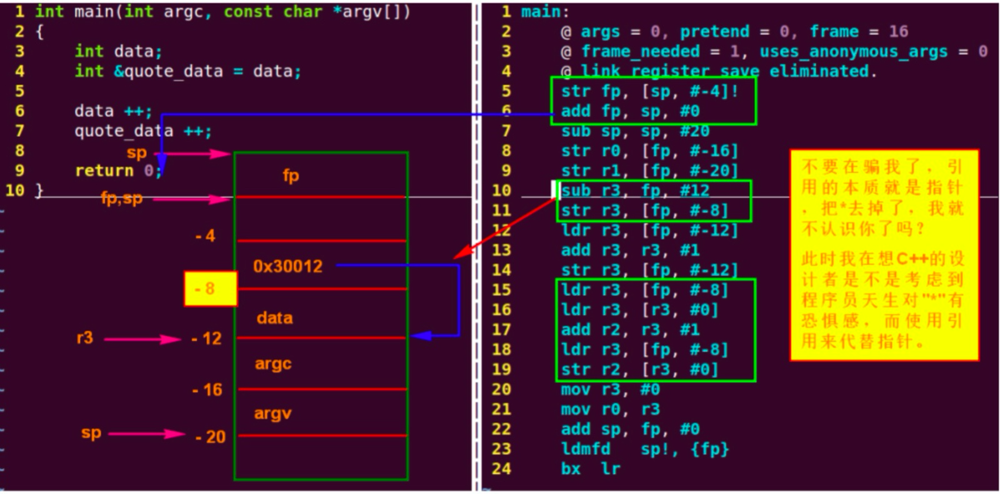 1 int main(int argc, const char *argv[])
2 {
3 int data;
4 int &quote_data = data;
5
6 data ++;
7 quote_data ++;
8
9 return 0;
10 }
sp
fp
fp,sp
- 4
0x30012
- 8
data
r3
- 12
argc
- 16
argv
sp
- 20
1 main:
2 @ args = 0, pretend = 0, frame = 16
3 @ frame_needed = 1, uses_anonymous_args = 0
4 @ link register save eliminated.
5 str fp, [sp, #-4]!
6 add fp, sp, #0
7 sub sp, sp, #20
8 str r0, [fp, #-16]
9 str r1, [fp, #-20]
10 sub r3, fp, #12
11 str r3, [fp, #-8]
12 ldr r3, [fp, #-12]
13 add r3, r3, #1
14 str r3, [fp, #-12]
15 ldr r3, [fp, #-8]
16 ldr r3, [r3, #0]
17 add r2, r3, #1
18 ldr r3, [fp, #-8]
19 str r2, [r3, #0]
20 mov r3, #0
21 mov r0, r3
22 add sp, fp, #0
23 ldmfd sp!, {fp}
24 bx lr
不要在骗我了，引
用的本质就是指针
，把*去掉了，我就
不认识你了吗？
此时我在想C++的设
计者是不是考虑到
程序员天生对"*"有
恐惧感，而使用引
用来代替指针。